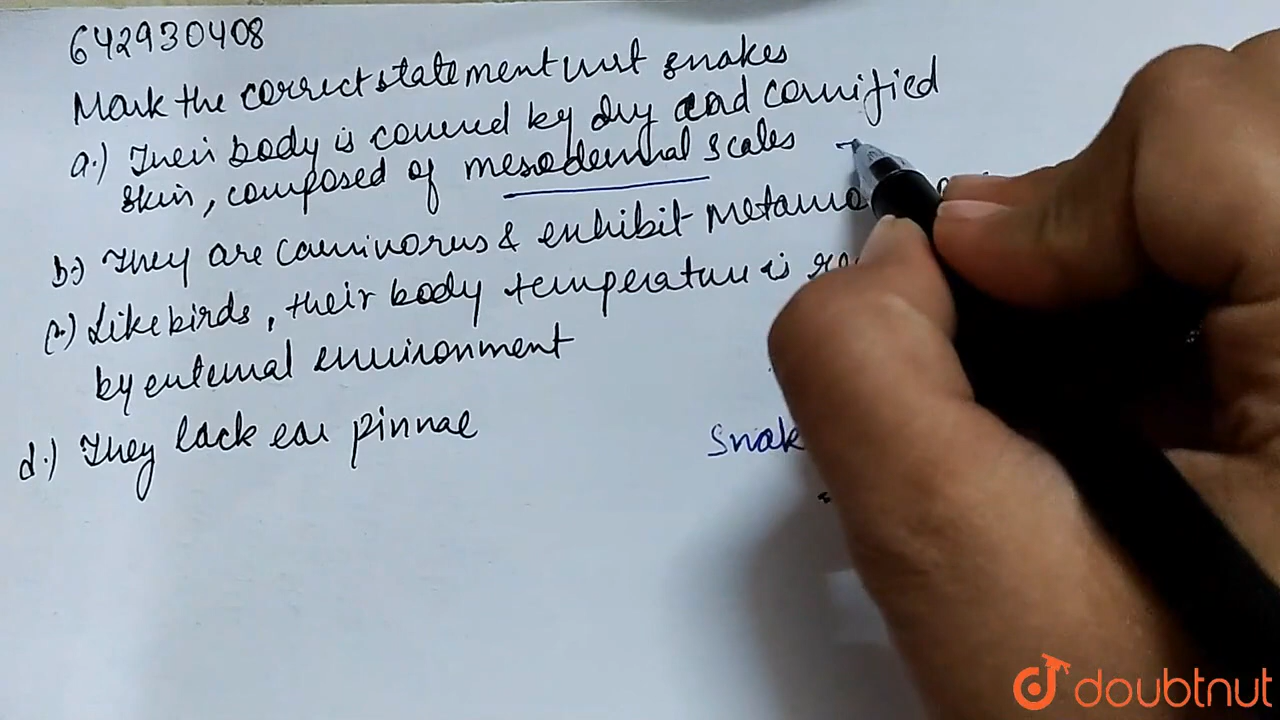 642930408
Mark the correct statement wrt snakes
a.) Their body is covered by dry and cornified
skin, composed of mesodermal scales
b.) They are carnivorus & exhibit Metamo
c.) Like birds, their body temperature is
by external environment
d.) They lack ear pinnae
Snak
doubtnut